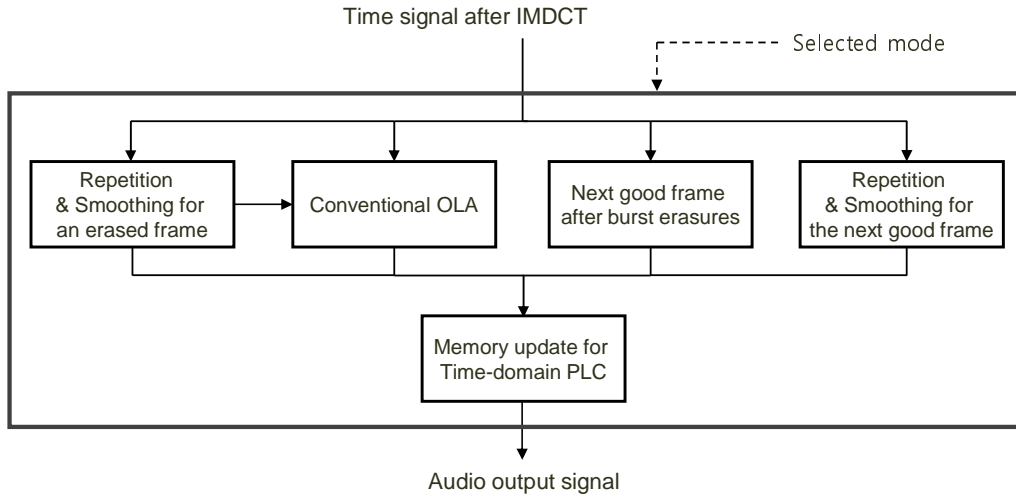 Time signal after IMDCT
Selected mode
Repetition
& Smoothing for
an erased frame
Conventional OLA
Next good frame
after burst erasures
Repetition
& Smoothing for
the next good frame
Memory update for
Time-domain PLC
Audio output signal